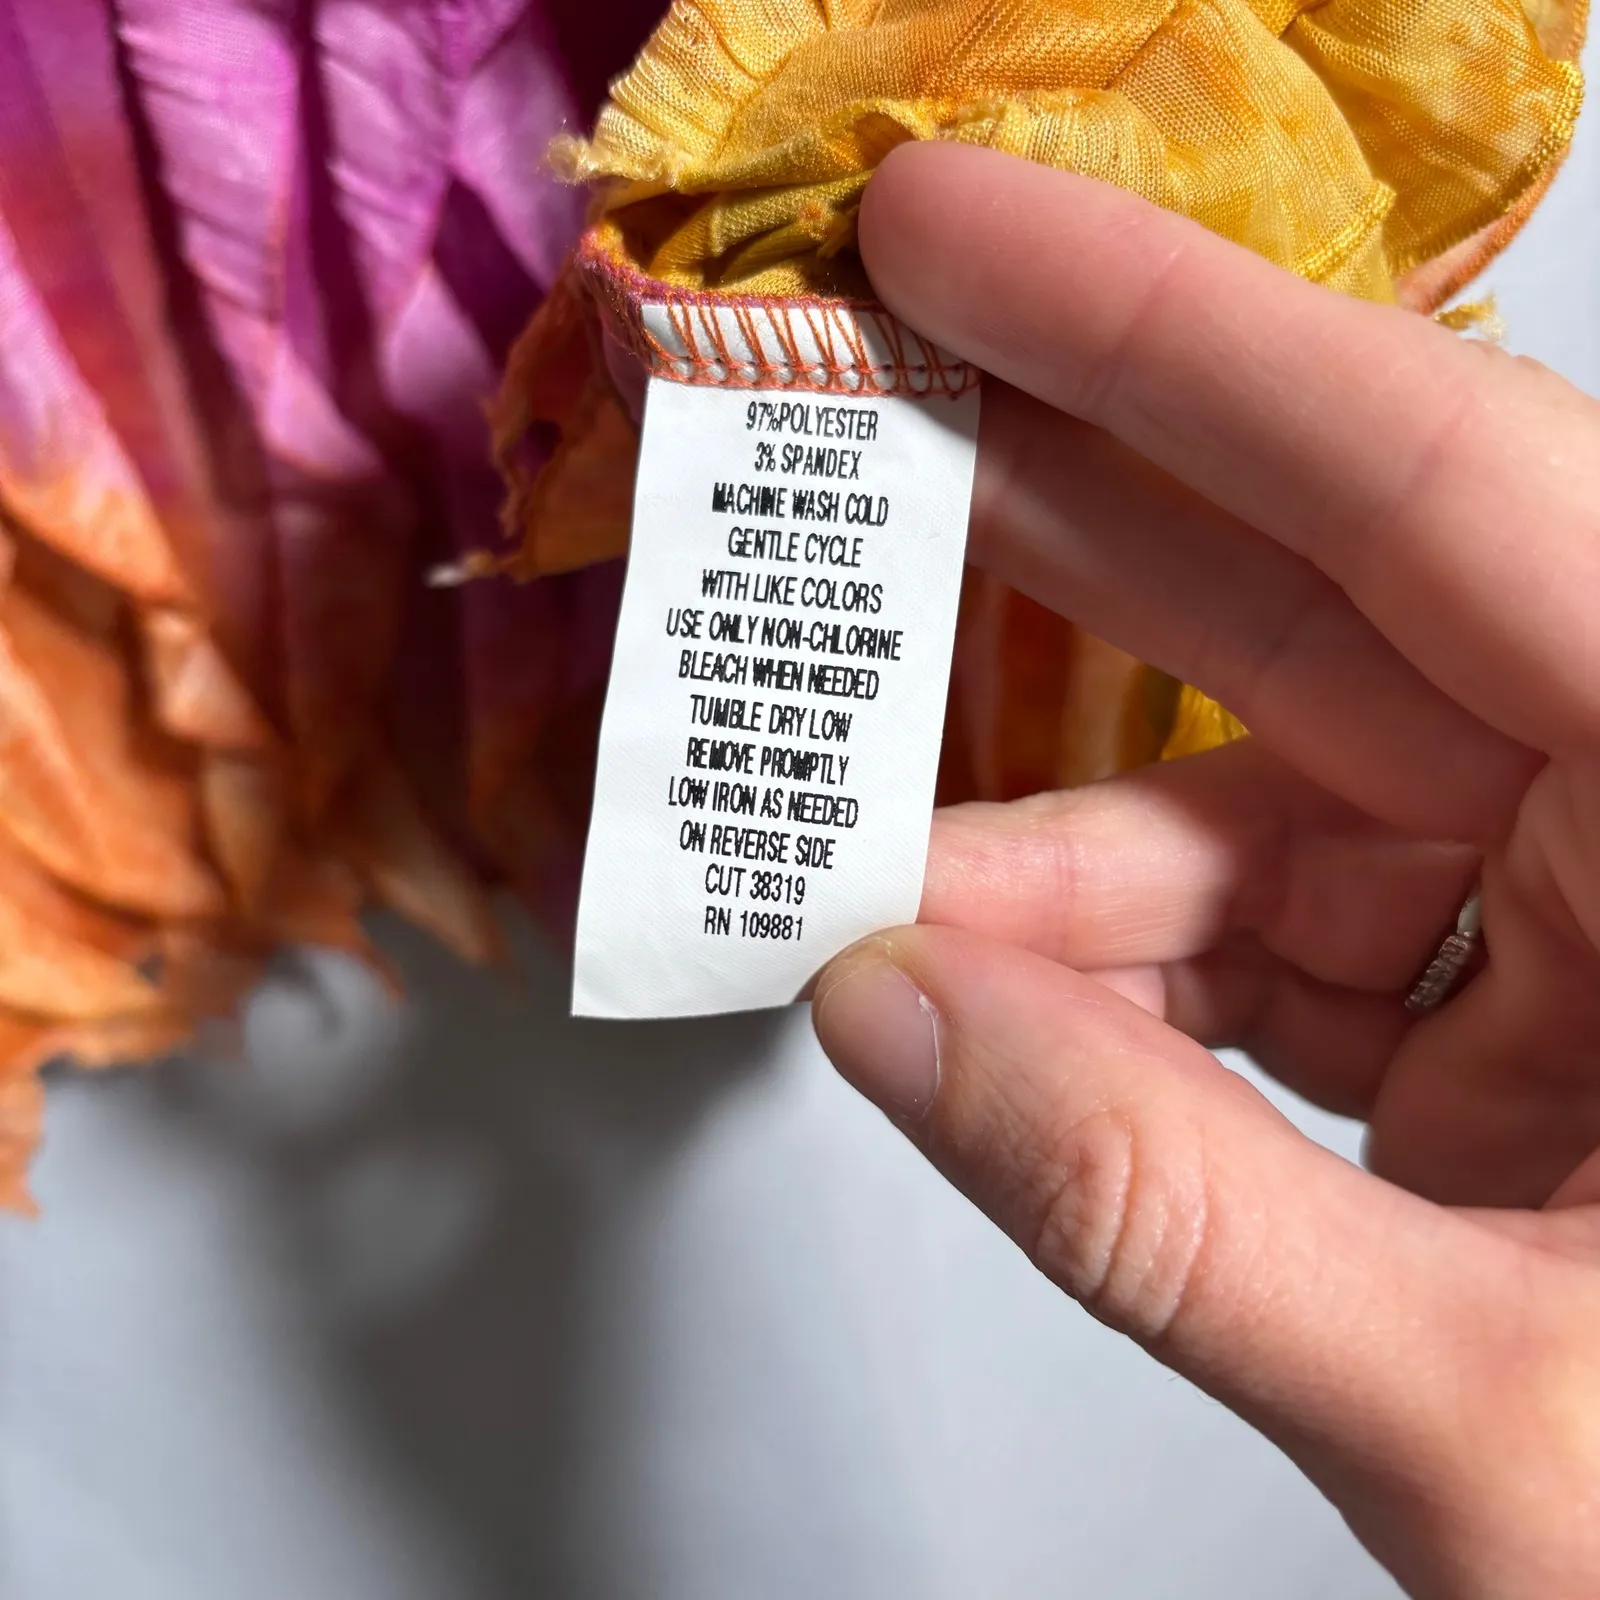 97%POLYESTER
3% SPANDEX
MACHINE WASH COLD
GENTLE CYCLE
WITH LIKE COLORS
USE ONLY NON-CHLORINE
BLEACH WHEN NEEDED
TUMBLE DRY LOW
REMOVE PROMPTLY
LOW IRON AS NEEDED
ON REVERSE SIDE
CUT 38319
RN 109881